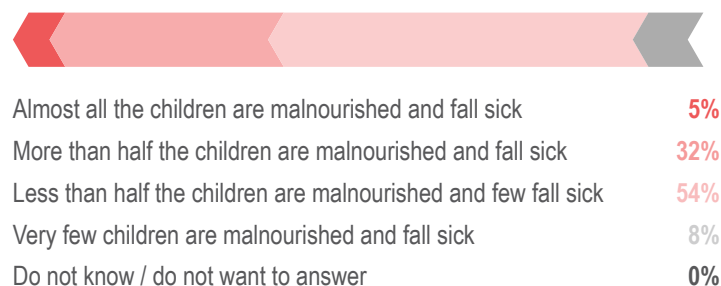 Almost all the children are malnourished and fall sick 5%
More than half the children are malnourished and fall sick 32%
Less than half the children are malnourished and few fall sick 54%
Very few children are malnourished and fall sick 8%
Do not know / do not want to answer 0%